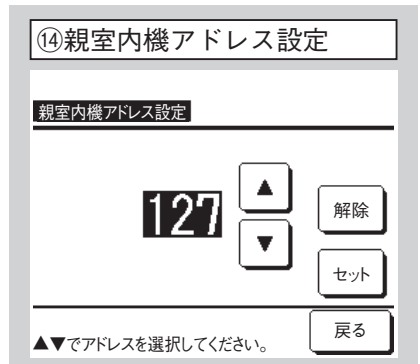 ⑭親室内機アドレス設定
親室内機アドレス設定
127
▲
▼
解除
セット
▲▼でアドレスを選択してください。
戻る